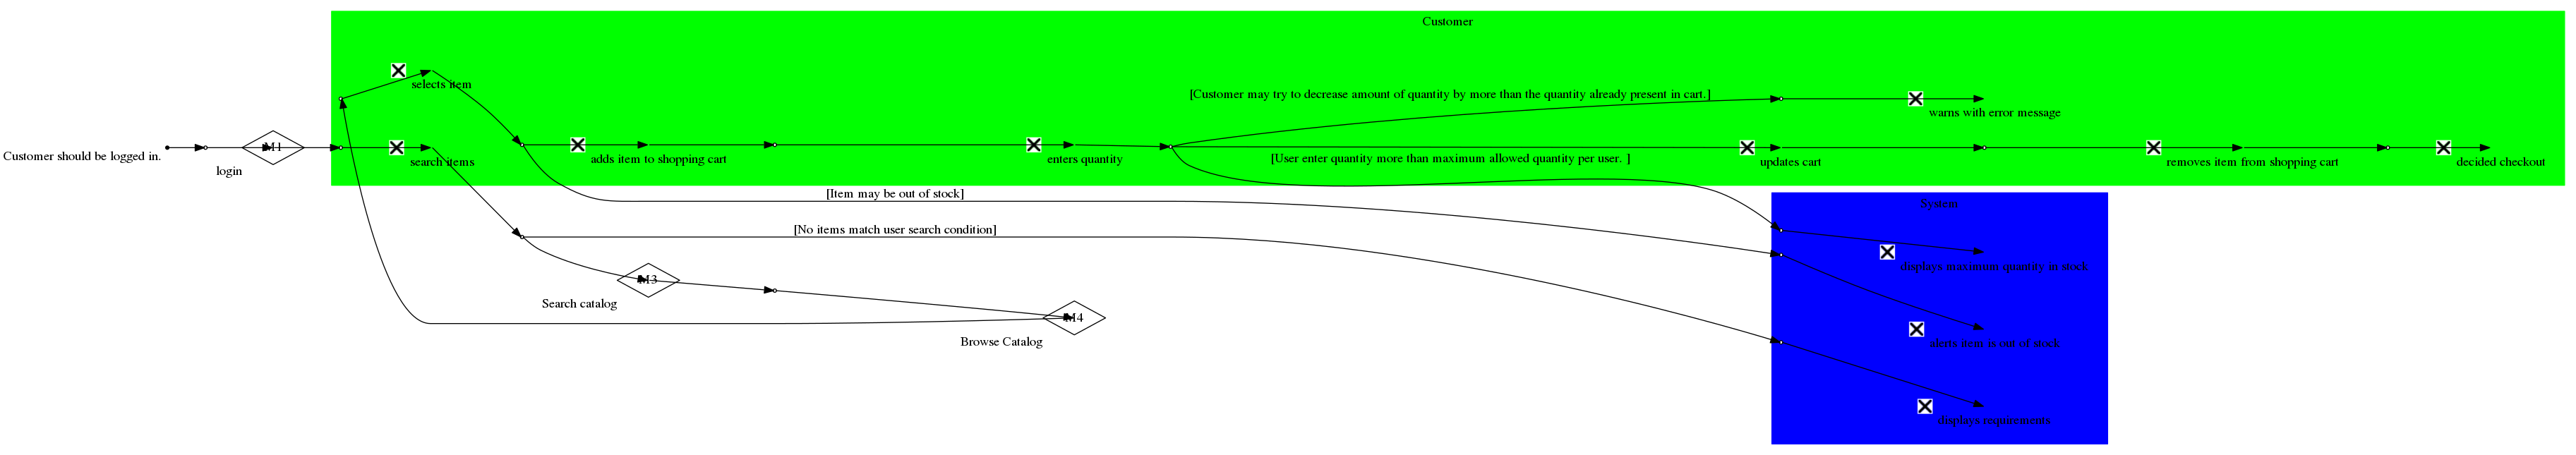 Customer
selects item
[Customer may try to decrease amount of quantity by more than the quantity already present in cart.]
warns with error message
Customer should be logged in.
M1
login
search items
adds item to shopping cart
enters quantity
[User enter quantity more than maximum allowed quantity per user. ]
updates cart
removes item from shopping cart
decided checkout
[Item may be out of stock]
System
[No items match user search condition]
displays maximum quantity in stock
M3
Search catalog
M4
Browse Catalog
alerts item is out of stock
displays requirements